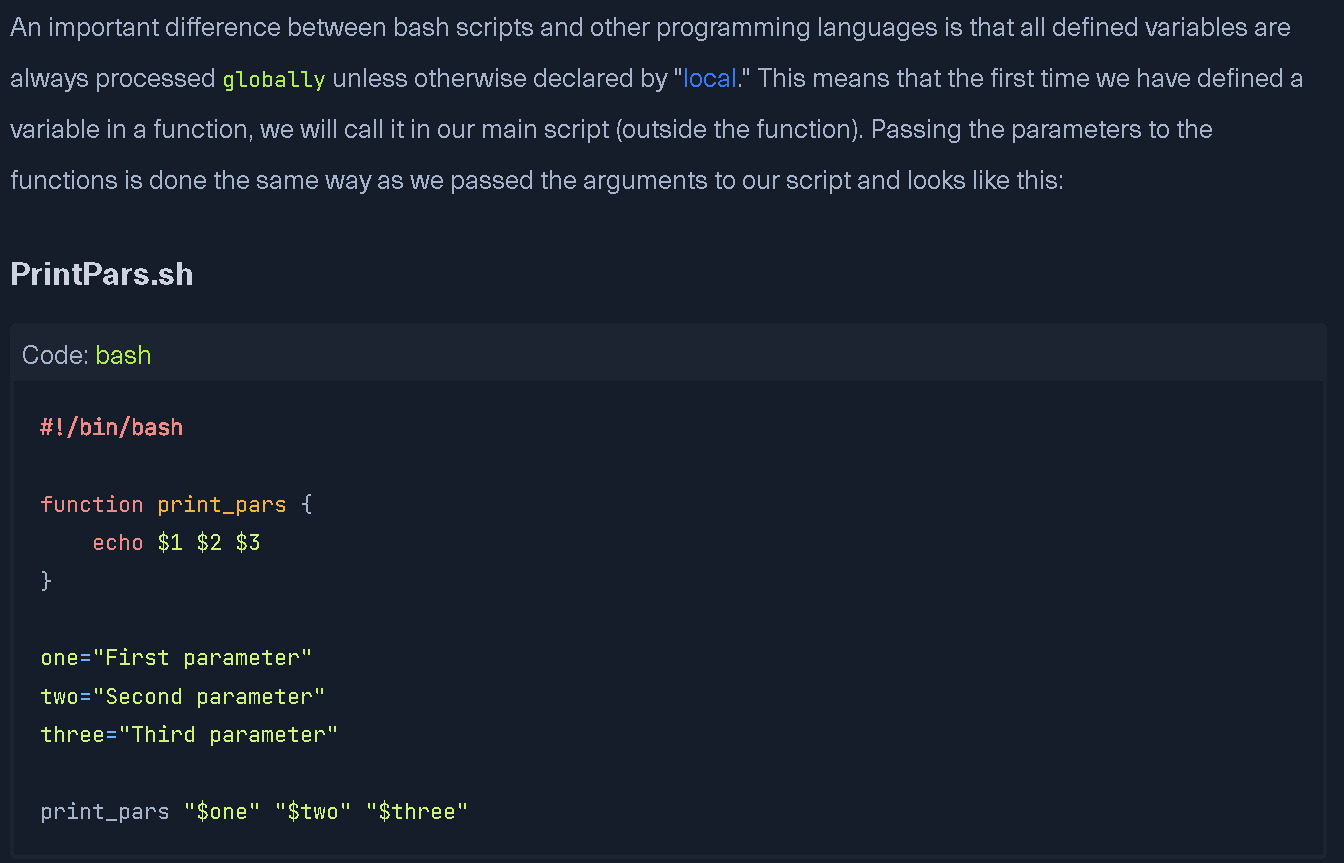 An important difference between bash scripts and other programming languages is that all defined variables are
always processed globally unless otherwise declared by "local." This means that the first time we have defined a
variable in a function, we will call it in our main script (outside the function). Passing the parameters to the
functions is done the same way as we passed the arguments to our script and looks like this:
PrintPars.sh
Code: bash
#!/bin/bash
function print_pars {
    echo $1 $2 $3
}
one="First parameter"
two="Second parameter"
three="Third parameter"
print_pars "$one" "$two" "$three"